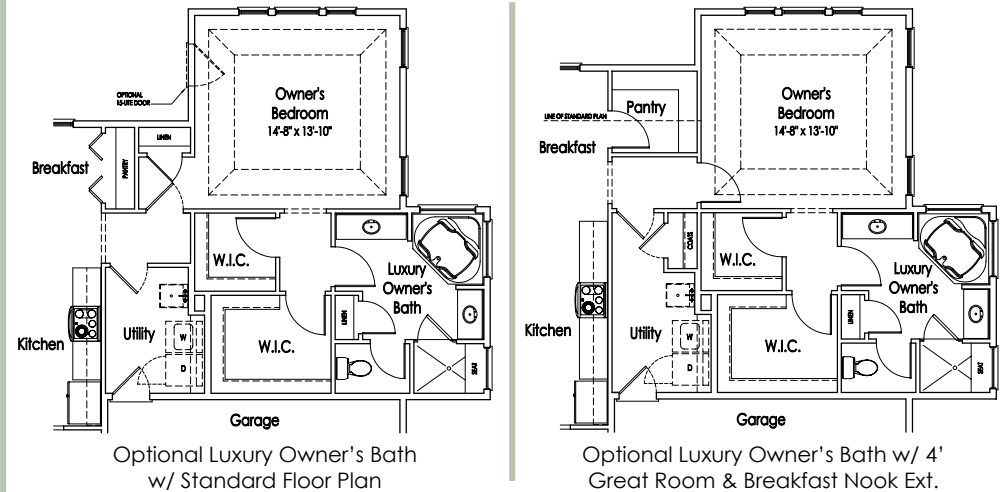 OPTIONAL
15-LITE DOOR
Owner's
Bedroom
14'-8" x 13'-10"
LINEN
Breakfast
PANTRY
W.I.C.
Luxury
Owner's
Bath
Utility
W
D
Kitchen
W.I.C.
LINEN
SEAT
Garage
Optional Luxury Owner's Bath
w/ Standard Floor Plan
Pantry
Owner's
Bedroom
14'-8" x 13'-10"
LINE OF STANDARD PLAN
Breakfast
COATS
W.I.C.
Luxury
Owner's
Bath
Utility
W
D
Kitchen
W.I.C.
LINEN
SEAT
Garage
Optional Luxury Owner's Bath w/ 4'
Great Room & Breakfast Nook Ext.